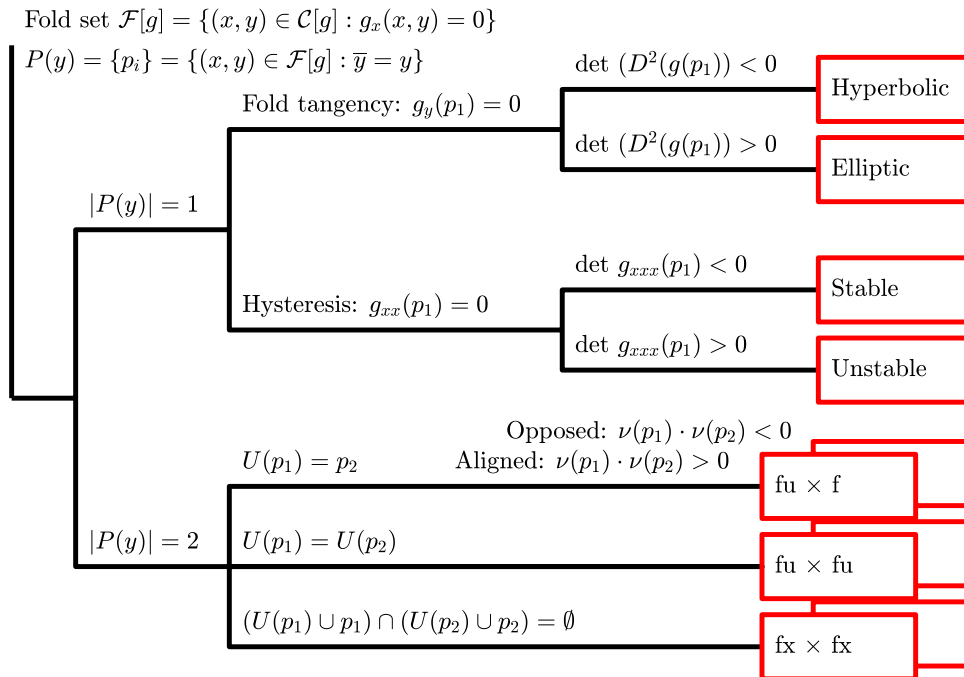 Fold set $\mathcal{F}[g] = \{(x, y) \in \mathcal{C}[g] : g_x(x, y) = 0\}$
$P(y) = \{p_i\} = \{(x, y) \in \mathcal{F}[g] : \overline{y} = y\}$
det $(D^2(g(p_1)) < 0$
Hyperbolic
Fold tangency: $g_y(p_1) = 0$
det $(D^2(g(p_1)) > 0$
Elliptic
$|P(y)| = 1$
det $g_{xxx}(p_1) < 0$
Stable
Hysteresis: $g_{xx}(p_1) = 0$
det $g_{xxx}(p_1) > 0$
Unstable
Opposed: $\nu(p_1) \cdot \nu(p_2) < 0$
$U(p_1) = p_2$
Aligned: $\nu(p_1) \cdot \nu(p_2) > 0$
fu × f
$|P(y)| = 2$
$U(p_1) = U(p_2)$
fu × fu
$(U(p_1) \cup p_1) \cap (U(p_2) \cup p_2) = \emptyset$
fx × fx